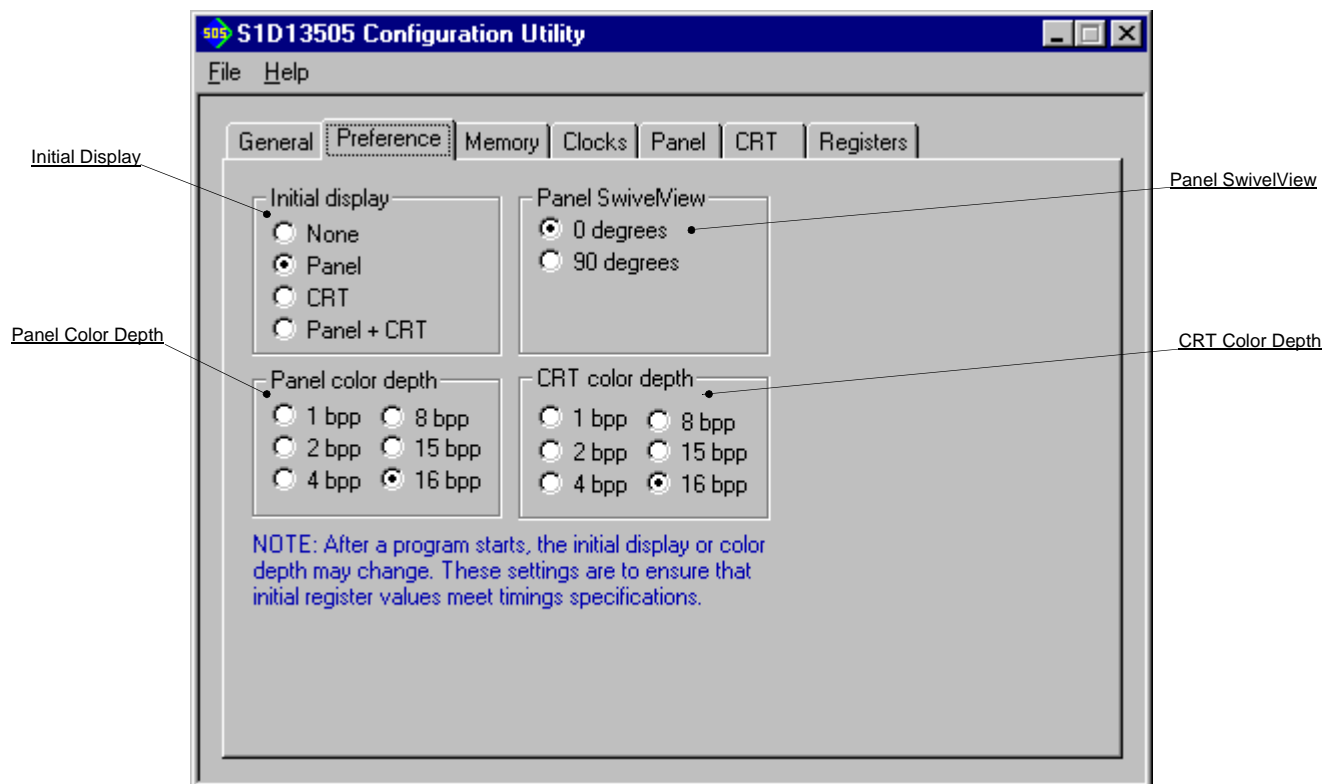 505 S1D13505 Configuration Utility
File Help
General Preference Memory Clocks Panel CRT Registers
Initial Display
Panel SwivelView
Initial display
None
Panel
CRT
Panel + CRT
Panel SwivelView
0 degrees
90 degrees
Panel Color Depth
CRT Color Depth
Panel color depth
1 bpp 8 bpp
2 bpp 15 bpp
4 bpp 16 bpp
CRT color depth
1 bpp 8 bpp
2 bpp 15 bpp
4 bpp 16 bpp
NOTE: After a program starts, the initial display or color
depth may change. These settings are to ensure that
initial register values meet timings specifications.